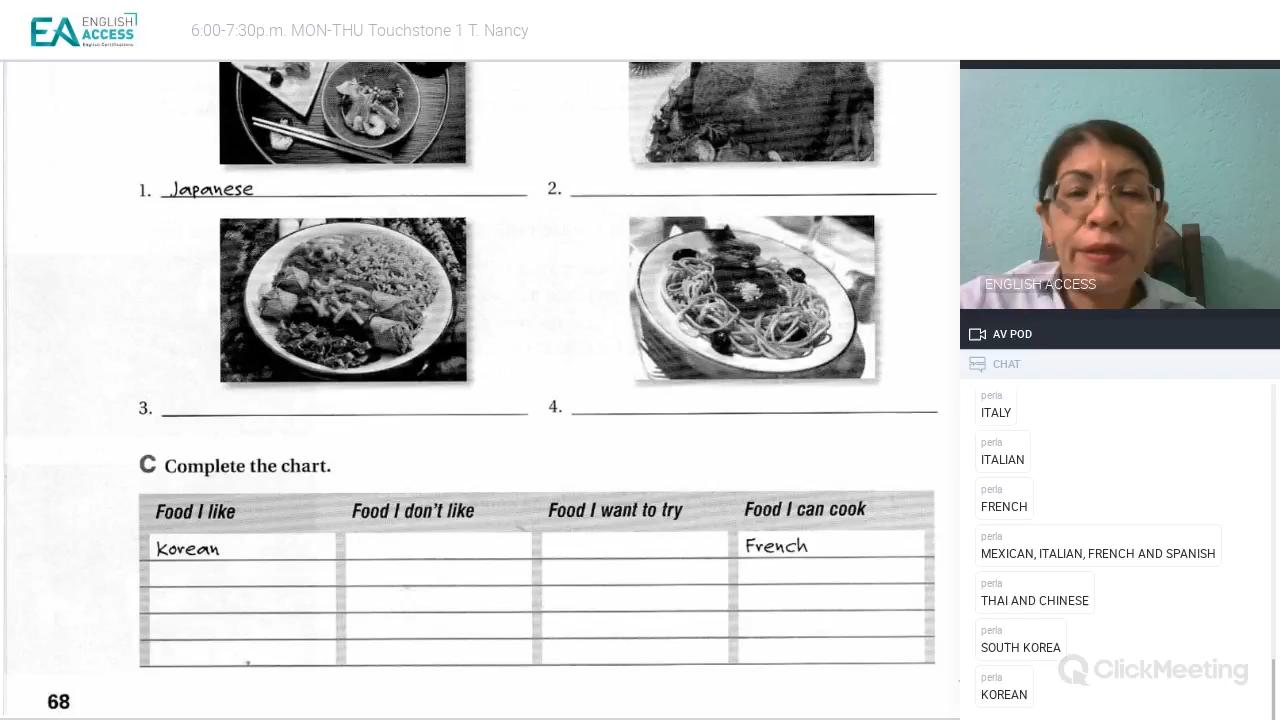 EA ENGLISH ACCESS
English Certifications
6:00-7:30p.m. MON-THU Touchstone 1 T. Nancy
1. Japanese
2.
3.
4.
C Complete the chart.
Food I like Food I don't like Food I want to try Food I can cook
Korean French
68
ENGLISH ACCESS
AV POD
CHAT
perla
ITALY
perla
ITALIAN
perla
FRENCH
perla
MEXICAN, ITALIAN, FRENCH AND SPANISH
perla
THAI AND CHINESE
perla
SOUTH KOREA
perla
KOREAN
ClickMeeting